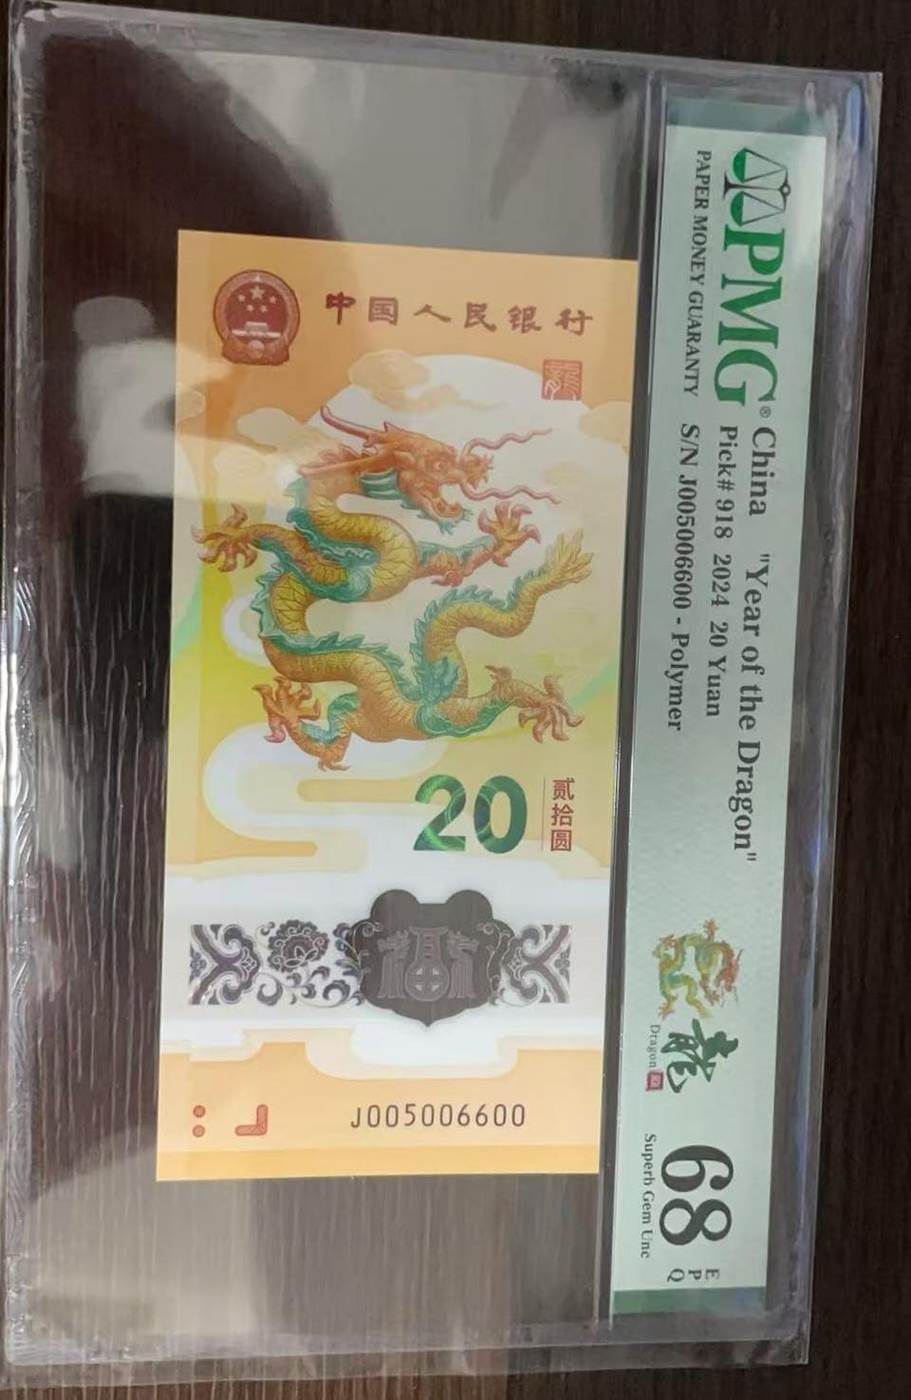 PMG®
PAPER MONEY GUARANTY
China "Year of the Dragon"
Pick# 918 2024 20 Yuan
S/N J005006600 - Polymer
龍
Dragon
68
EPQ
Superb Gem Unc
中国人民银行
20
贰拾圆
J005006600